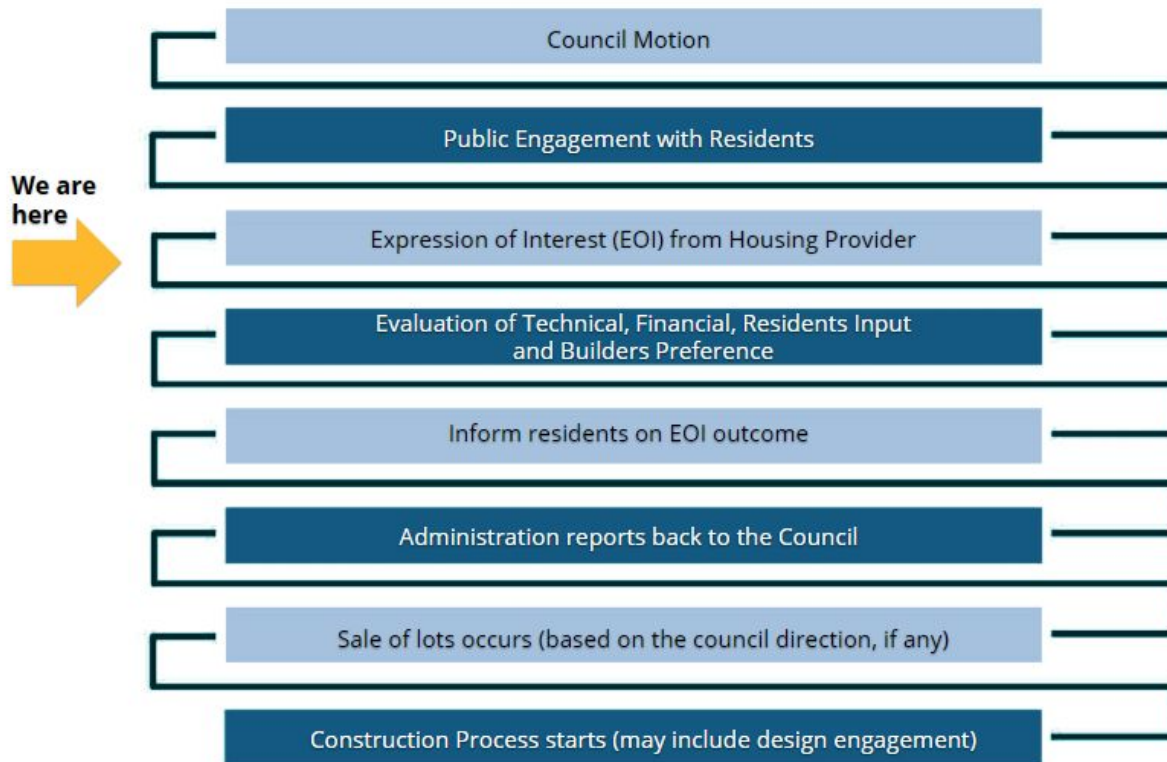 Council Motion
Public Engagement with Residents
We are
here
Expression of Interest (EOI) from Housing Provider
Evaluation of Technical, Financial, Residents Input
and Builders Preference
Inform residents on EOI outcome
Administration reports back to the Council
Sale of lots occurs (based on the council direction, if any)
Construction Process starts (may include design engagement)